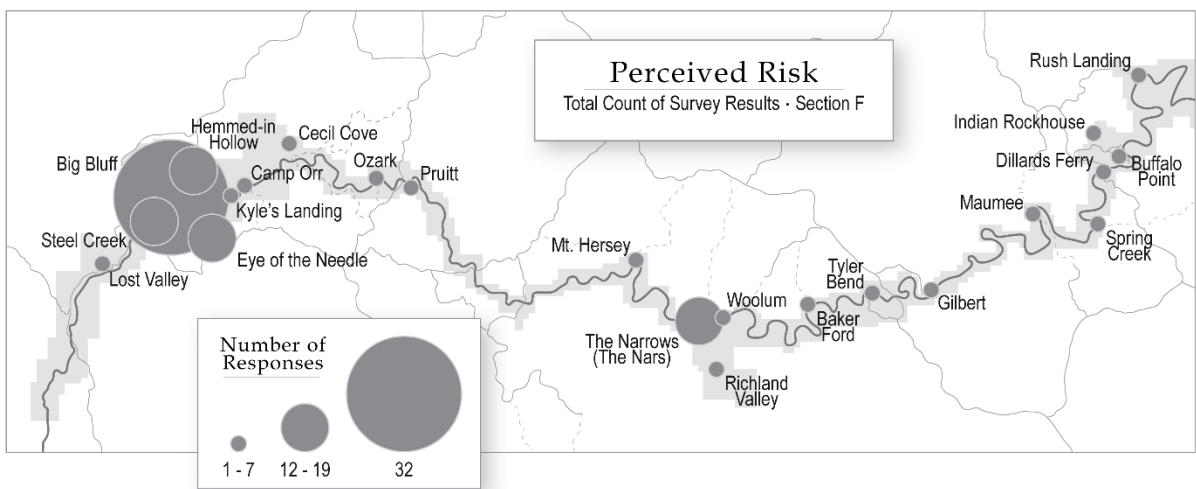 Perceived Risk
Total Count of Survey Results · Section F
Rush Landing
Indian Rockhouse
Dillards Ferry
Buffalo
Point
Maumee
Spring
Creek
Hemmed-in
Hollow
Cecil Cove
Big Bluff
Camp Orr
Ozark
Pruitt
Kyle's Landing
Steel Creek
Eye of the Needle
Lost Valley
Mt. Hersey
Tyler
Bend
Woolum
Gilbert
Baker
Ford
The Narrows
(The Nars)
Richland
Valley
Number of
Responses
1 - 7
12 - 19
32